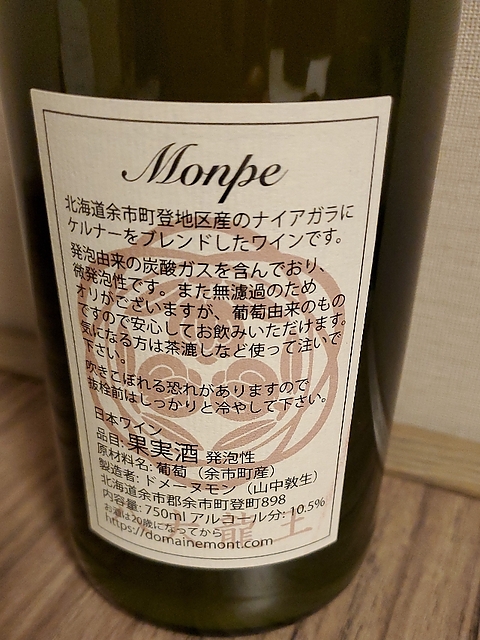 Monpe
北海道余市町登地区産のナイアガラに
ケルナーをブレンドしたワインです。
発泡由来の炭酸ガスを含んでおり、
微発泡性です。また無濾過のため
オリがございますが、葡萄由来のもの
ですので安心してお飲みいただけます。
気になる方は茶漉しなど使って注いで
下さい。
吹きこぼれる恐れがありますので
抜栓前はしっかりと冷やして下さい。
日本ワイン
品目: 果実酒 発泡性
原材料名: 葡萄（余市町産）
製造者: ドメーヌモン（山中敦生）
北海道余市郡余市町登町898
内容量: 750ml アルコール分: 10.5%
お酒は20歳になってから
https://domainemont.com
龍